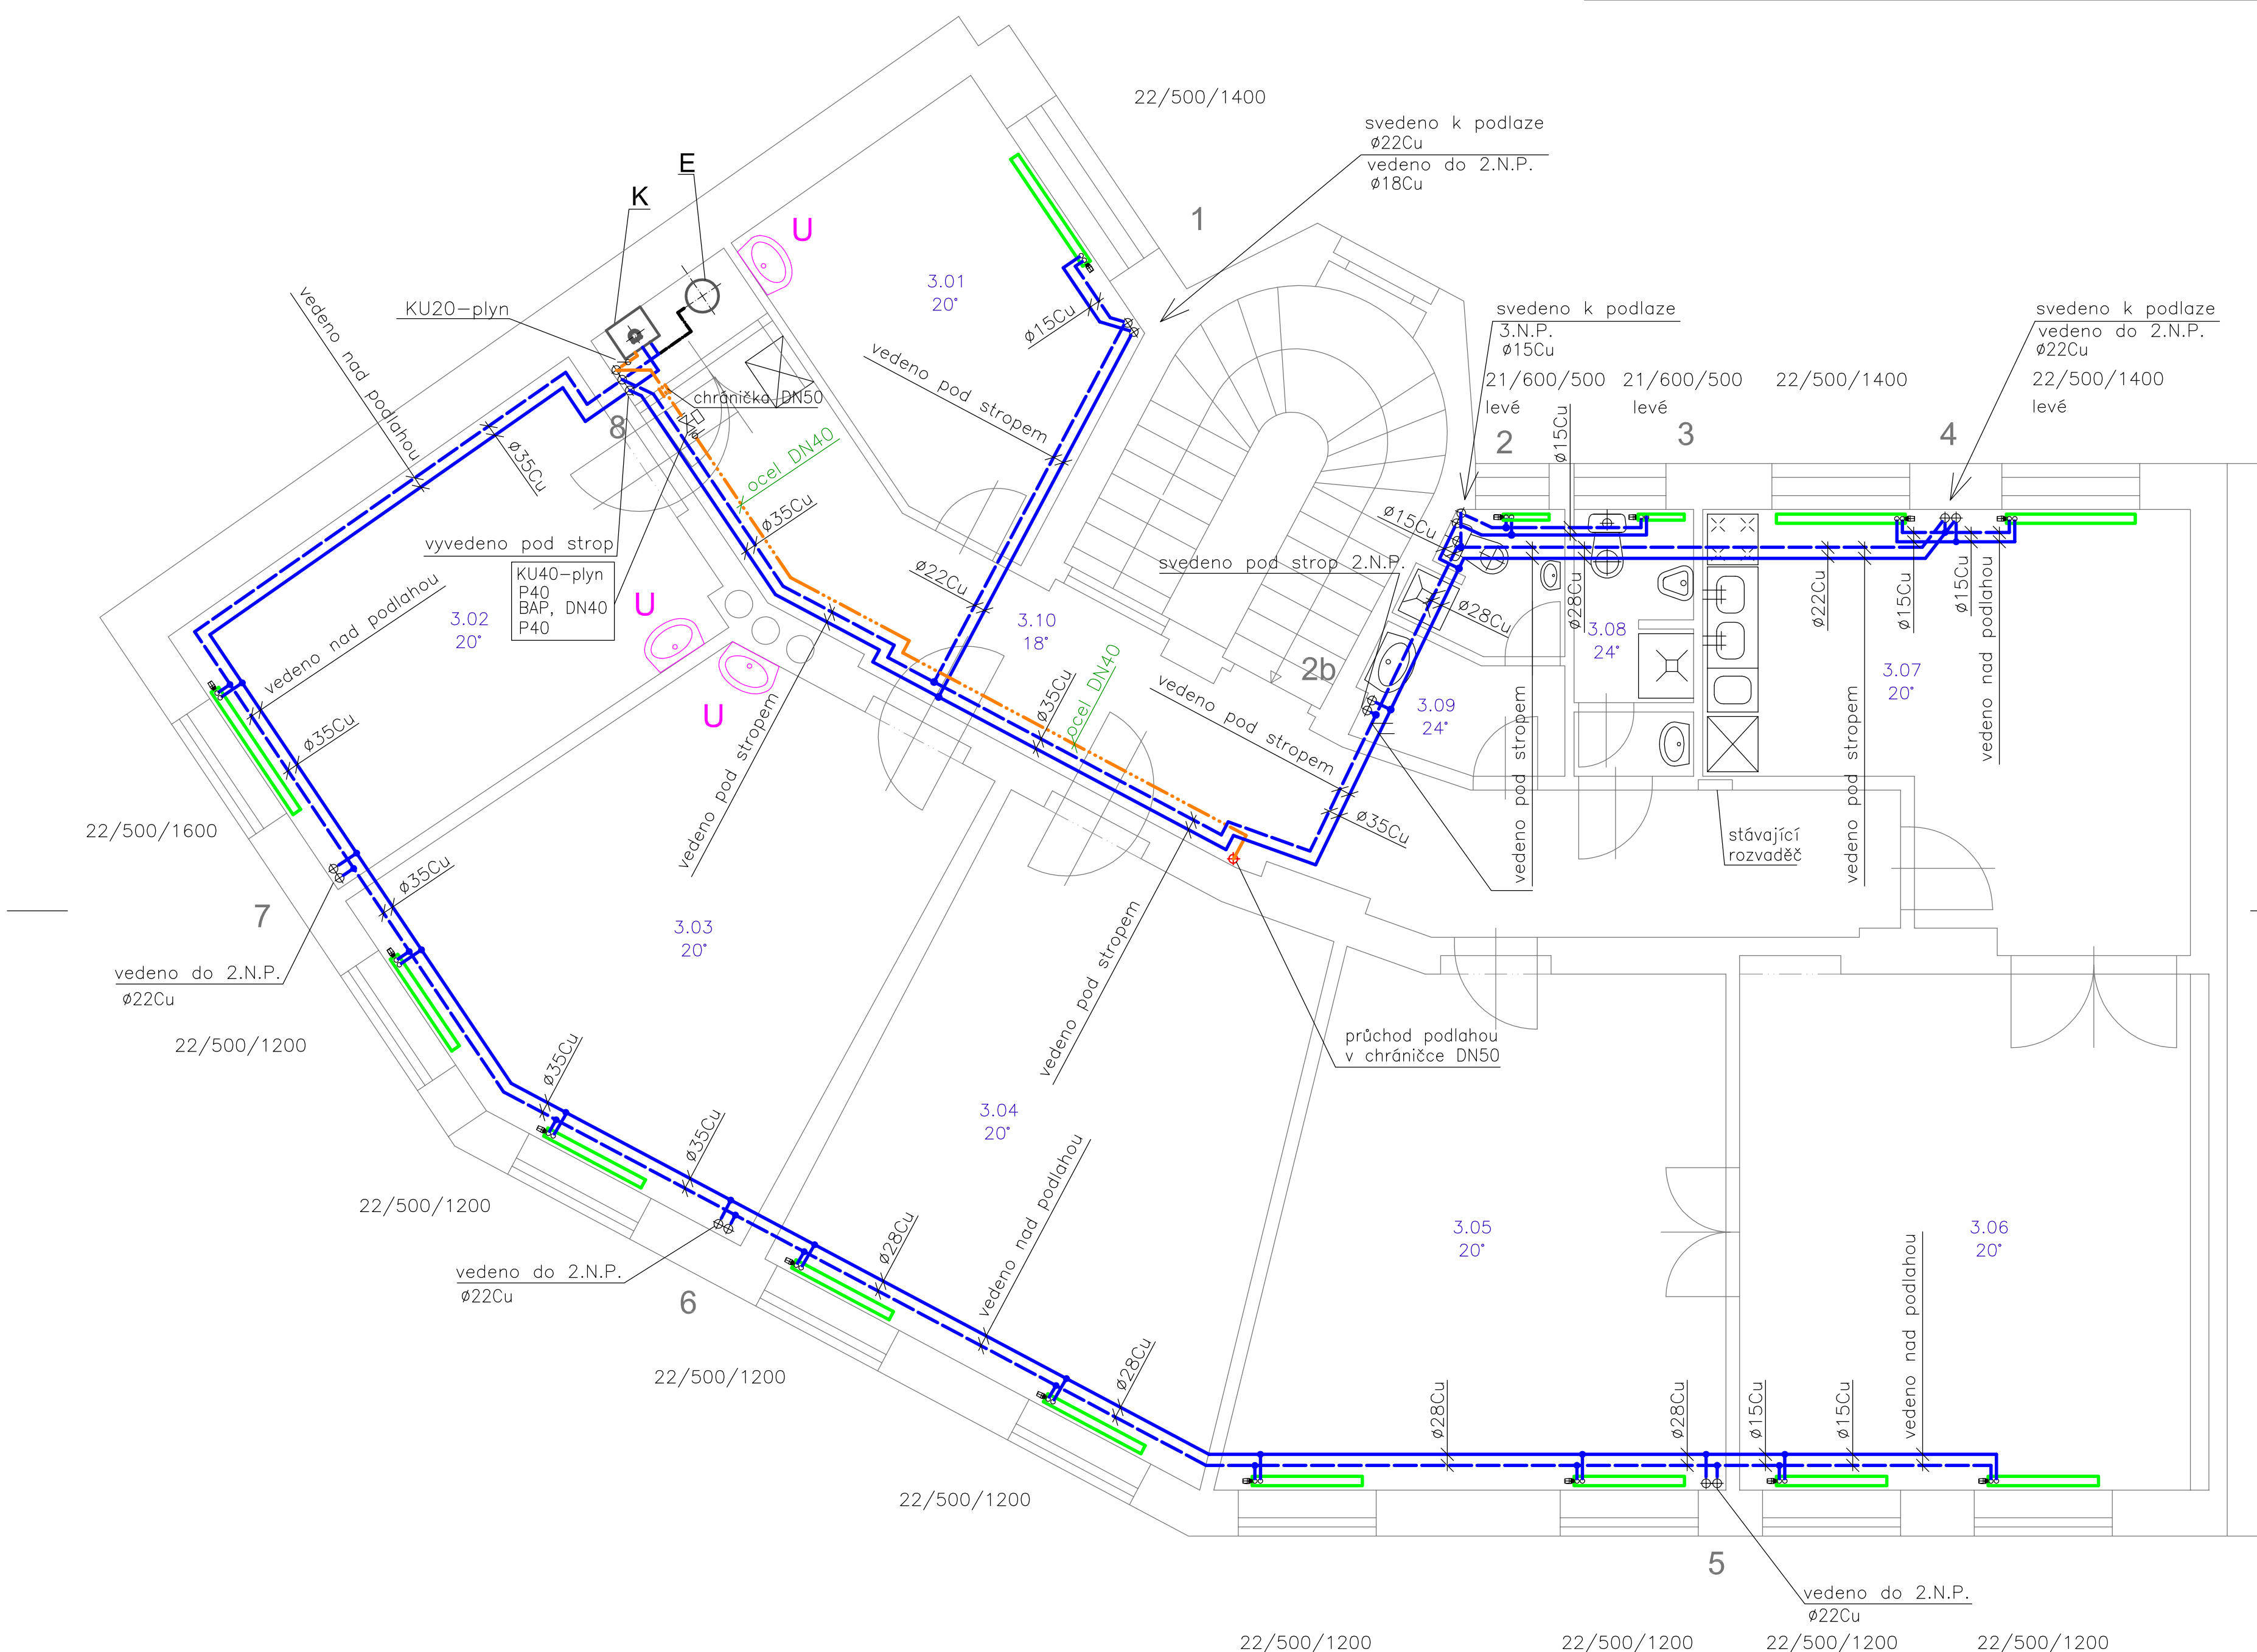 22/500/1400
svedeno k podlaze
ø22Cu
vedeno do 2.N.P.
ø18Cu
E
K
U
1
3.01
20°
KU20-plyn
vedeno nad podlahou
ø15Cu
vedeno pod stropem
svedeno k podlaze
3.N.P.
ø15Cu
svedeno k podlaze
vedeno do 2.N.P.
ø22Cu
21/600/500
levé
21/600/500
levé
22/500/1400
22/500/1400
levé
chránička DN50
8
2
3
4
ø35Cu
ocel DN40
ø35Cu
ø15Cu
ø15Cu
vyvedeno pod strop
KU40-plyn
P40
BAP, DN40
P40
svedeno pod strop 2.N.P.
ø22Cu
vedeno nad podlahou
3.02
20°
U
U
3.10
18°
2b
ø28Cu
ø28Cu
3.08
24°
ø22Cu
ø15Cu
ø15Cu
vedeno nad podlahou
3.07
20°
3.09
24°
ø35Cu
vedeno pod stropem
ø35Cu
ocel DN40
vedeno pod stropem
ø35Cu
vedeno pod stropem
vedeno pod stropem
stávající
rozvaděč
22/500/1600
ø35Cu
7
3.03
20°
vedeno pod stropem
vedeno do 2.N.P.
ø22Cu
22/500/1200
průchod podlahou
v chráničce DN50
ø35Cu
3.04
20°
ø35Cu
22/500/1200
vedeno nad podlahou
3.05
20°
3.06
20°
ø28Cu
vedeno do 2.N.P.
ø22Cu
6
22/500/1200
ø28Cu
ø28Cu
ø28Cu
ø15Cu
ø15Cu
vedeno nad podlahou
22/500/1200
5
vedeno do 2.N.P.
ø22Cu
22/500/1200
22/500/1200
22/500/1200
22/500/1200